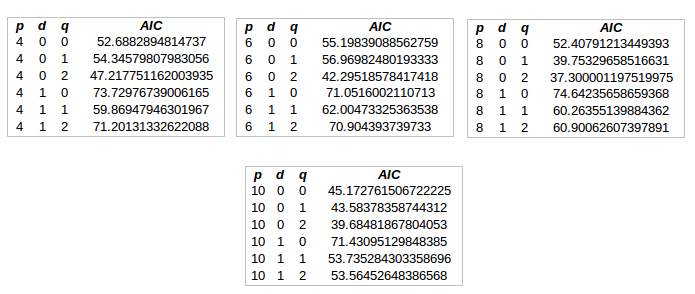 p d q AIC
4 0 0 52.6882894814737
4 0 1 54.34579807983056
4 0 2 47.217751162003935
4 1 0 73.72976739006165
4 1 1 59.86947946301967
4 1 2 71.20131332622088
p d q AIC
6 0 0 55.19839088562759
6 0 1 56.96982480193333
6 0 2 42.29518578417418
6 1 0 71.0516002110713
6 1 1 62.00473325363538
6 1 2 70.904393739733
p d q AIC
8 0 0 52.40791213449393
8 0 1 39.75329658516631
8 0 2 37.300001197519975
8 1 0 74.64235658659368
8 1 1 60.26355139884362
8 1 2 60.90062607397891
p d q AIC
10 0 0 45.172761506722225
10 0 1 43.58378358744312
10 0 2 39.68481867804053
10 1 0 71.43095129848385
10 1 1 53.735284303358696
10 1 2 53.56452648386568